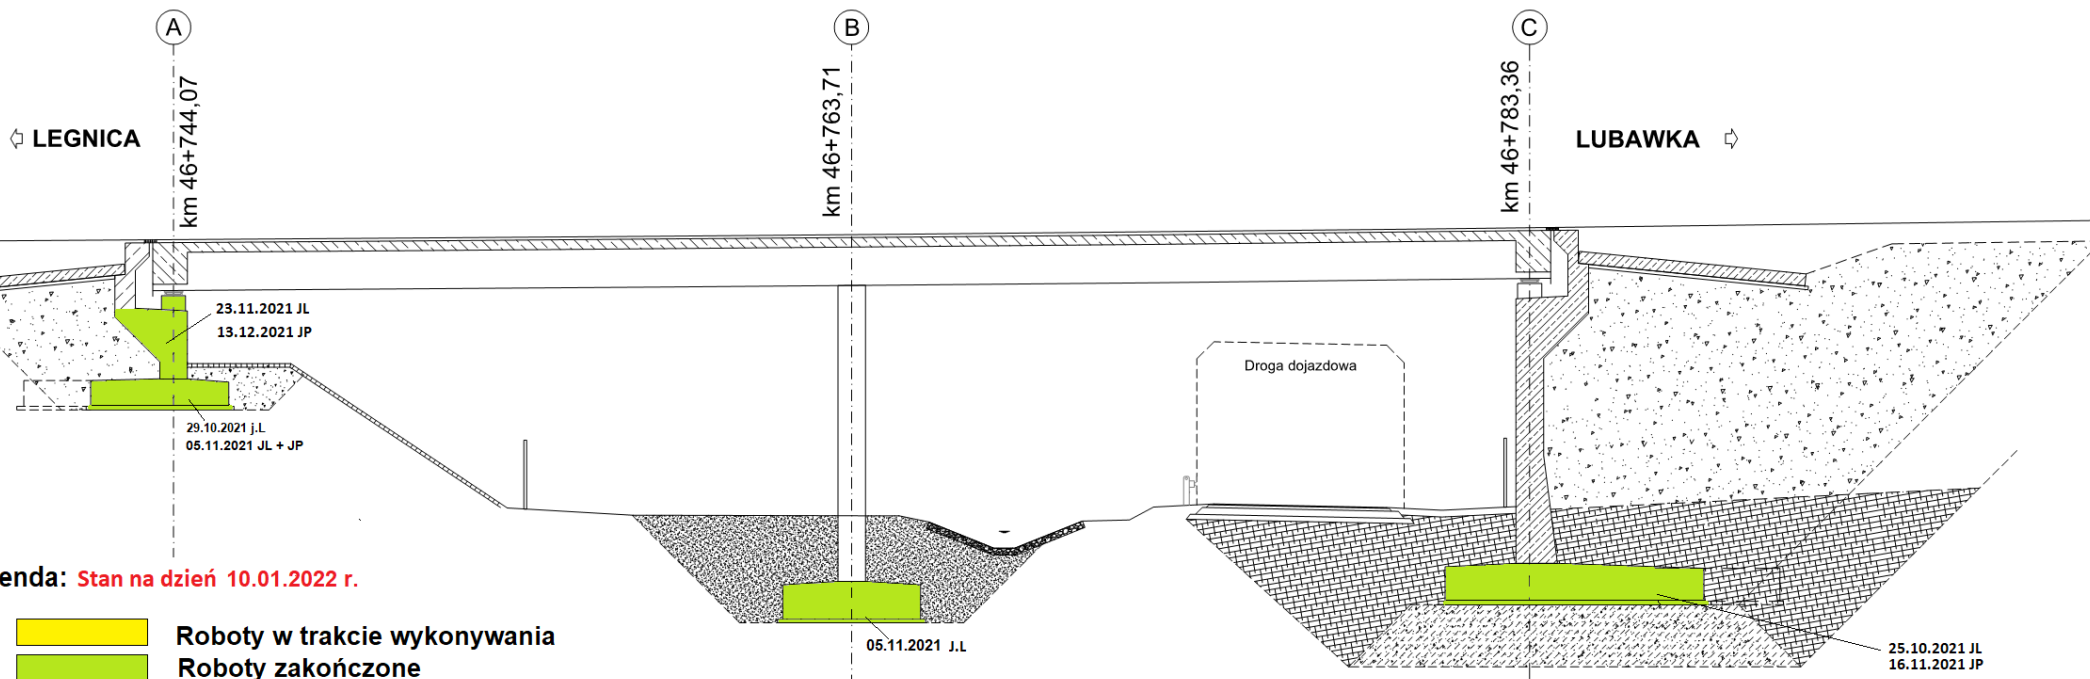 A
B
C
km 46+744,07
km 46+763,71
km 46+783,36
LEGNICA
LUBAWKA
23.11.2021 JL
13.12.2021 JP
Droga dojazdowa
29.10.2021 j.L
05.11.2021 JL + JP
enda: Stan na dzień 10.01.2022 r.
Roboty w trakcie wykonywania
05.11.2021 J.L
25.10.2021 JL
16.11.2021 JP
Roboty zakończone